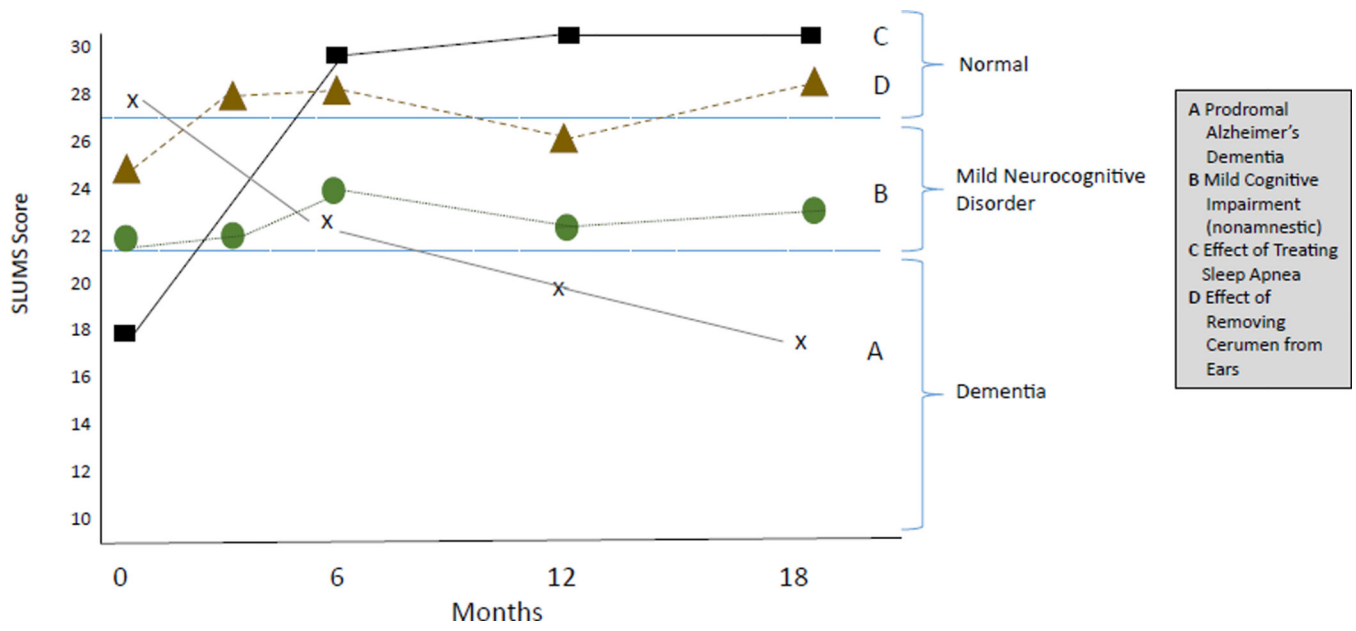 30
28
26
24
22
20
18
16
14
12
10
SLUMS Score
0 6 12 18
Months
C
D
B
A
Normal
Mild Neurocognitive
Disorder
Dementia
A Prodromal
Alzheimer's
Dementia
B Mild Cognitive
Impairment
(nonamnestic)
C Effect of Treating
Sleep Apnea
D Effect of
Removing
Cerumen from
Ears